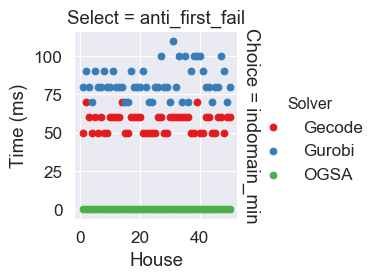 Select = anti_first_fail
Time (ms)
100
75
50
25
0
0
20
40
House
Choice = indomain_min
Solver
Gecode
Gurobi
OGSA